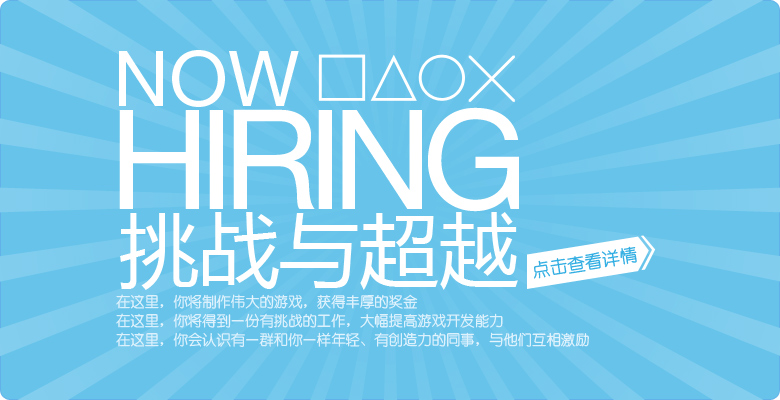 NOW □△○×
HIRING
挑战与超越
点击查看详情
在这里，你将制作伟大的游戏，获得丰厚的奖金
在这里，你将得到一份有挑战的工作，大幅提高游戏开发能力
在这里，你会认识有一群和你一样年轻、有创造力的同事，与他们互相激励